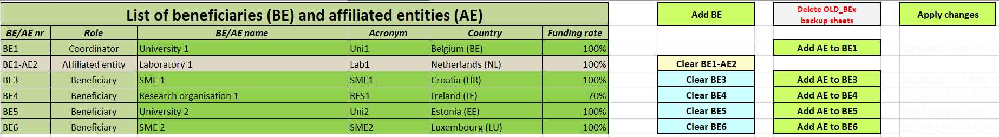 List of beneficiaries (BE) and affiliated entities (AE) Add BE Delete OLD_BEx Apply changes
backup sheets
BE/AE nr Role BE/AE name Acronym Country Funding rate
BE1 Coordinator University 1 Uni1 Belgium (BE) 100% Add AE to BE1
BE1-AE2 Affiliated entity Laboratory 1 Lab1 Netherlands (NL) 100% Clear BE1-AE2
BE3 Beneficiary SME 1 SME1 Croatia (HR) 100% Clear BE3 Add AE to BE3
BE4 Beneficiary Research organisation 1 RES1 Ireland (IE) 70% Clear BE4 Add AE to BE4
BE5 Beneficiary University 2 Uni2 Estonia (EE) 100% Clear BE5 Add AE to BE5
BE6 Beneficiary SME 2 SME2 Luxembourg (LU) 100% Clear BE6 Add AE to BE6